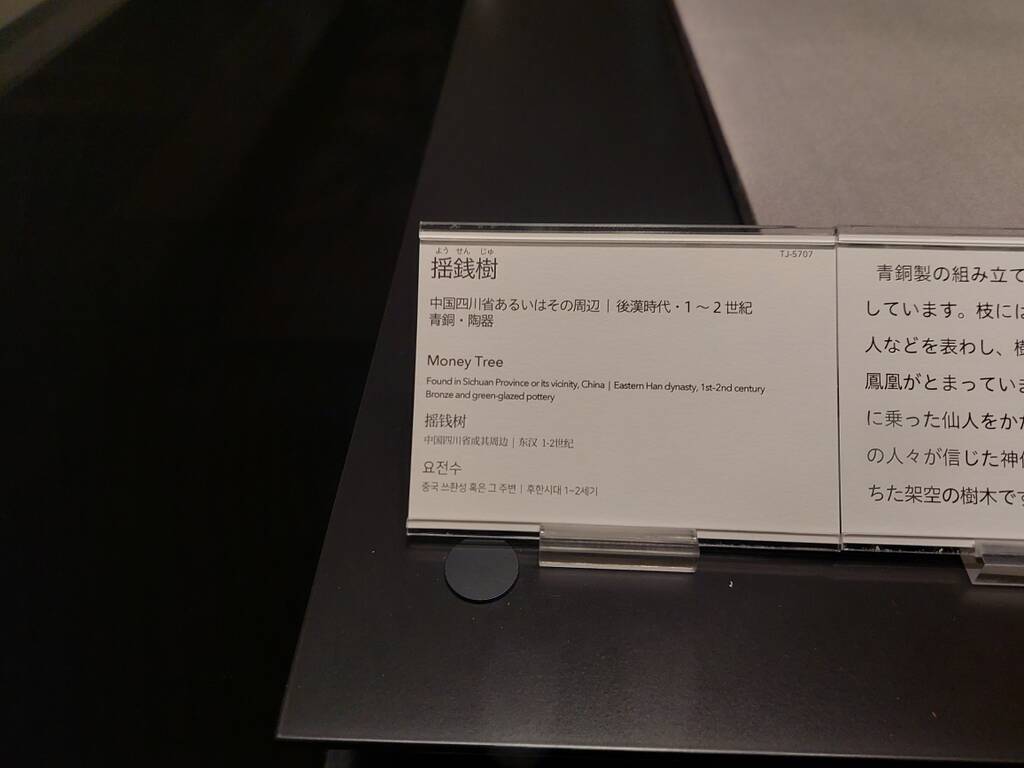 よう せん じゅ
揺銭樹
TJ-5707
中国四川省あるいはその周辺｜後漢時代・1～2世紀
青銅・陶器
Money Tree
Found in Sichuan Province or its vicinity, China | Eastern Han dynasty, 1st-2nd century
Bronze and green-glazed pottery
摇钱树
中国四川省或其周边｜东汉 1-2世纪
요전수
중국 쓰촨성 혹은 그 주변｜후한시대 1~2세기
青銅製の組み立て
しています。枝には
人などを表わし、樹
鳳凰がとまっていま
に乗った仙人をか
の人々が信じた神
ちた架空の樹木です